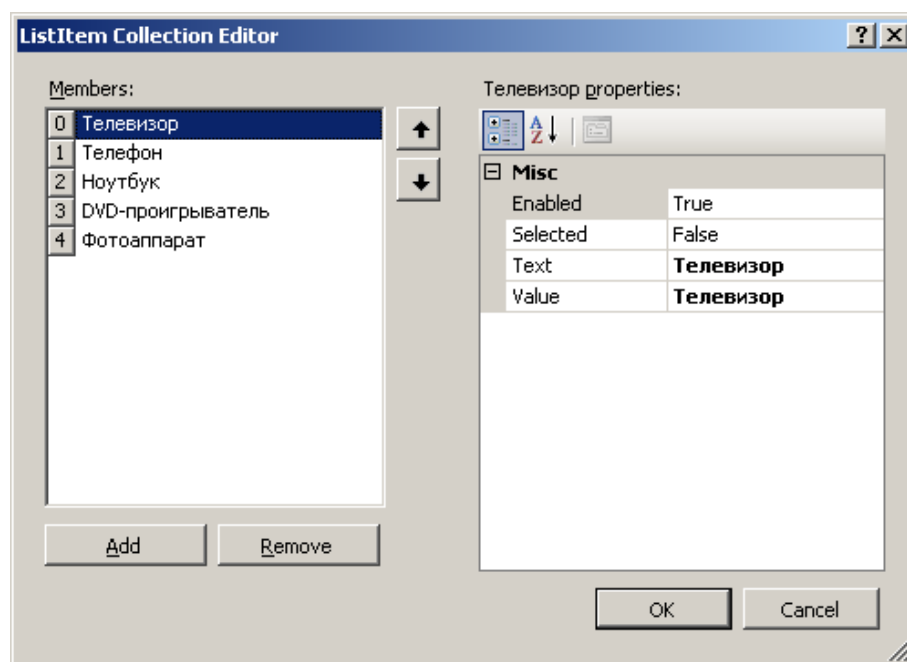 ListItem Collection Editor
Members:
0 Телевизор
1 Телефон
2 Ноутбук
3 DVD-проигрыватель
4 Фотоаппарат
Add Remove
Телевизор properties:
Misc
Enabled True
Selected False
Text Телевизор
Value Телевизор
OK Cancel